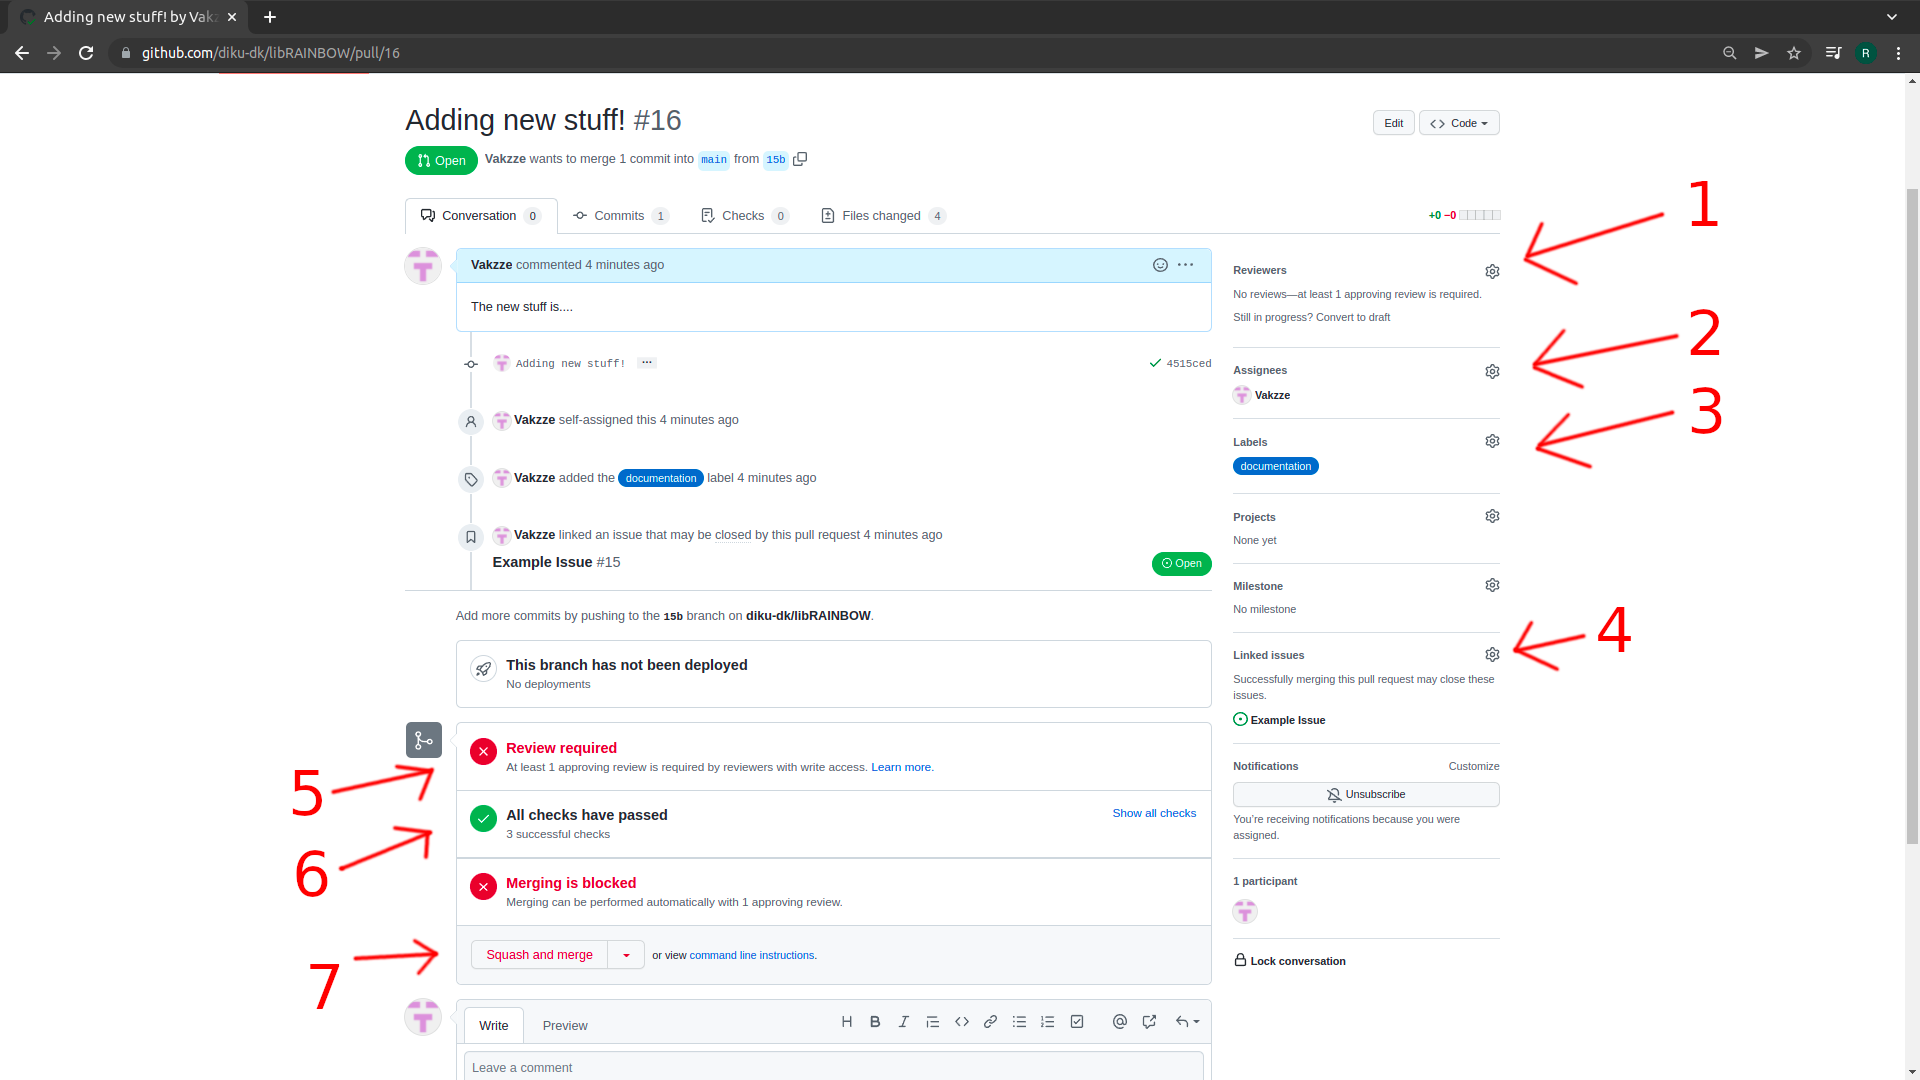 Adding new stuff! by Vakz
github.com/diku-dk/libRAINBOW/pull/16
R
Adding new stuff! #16
Edit
Code
Open
Vakzze wants to merge 1 commit into main from 15b
Conversation 0
Commits 1
Checks 0
Files changed 4
+0 −0
Vakzze commented 4 minutes ago
The new stuff is....
Adding new stuff! ...
4515ced
Vakzze self-assigned this 4 minutes ago
Vakzze added the documentation label 4 minutes ago
Vakzze linked an issue that may be closed by this pull request 4 minutes ago
Example Issue #15
Open
Add more commits by pushing to the 15b branch on diku-dk/libRAINBOW.
This branch has not been deployed
No deployments
Review required
At least 1 approving review is required by reviewers with write access. Learn more.
All checks have passed
3 successful checks
Show all checks
Merging is blocked
Merging can be performed automatically with 1 approving review.
Squash and merge
or view command line instructions.
Write
Preview
H B I
Leave a comment
Reviewers
No reviews—at least 1 approving review is required.
Still in progress? Convert to draft
Assignees
Vakzze
Labels
documentation
Projects
None yet
Milestone
No milestone
Linked issues
Successfully merging this pull request may close these
issues.
Example Issue
Notifications
Customize
Unsubscribe
You're receiving notifications because you were
assigned.
1 participant
Lock conversation
1
2
3
4
5
6
7